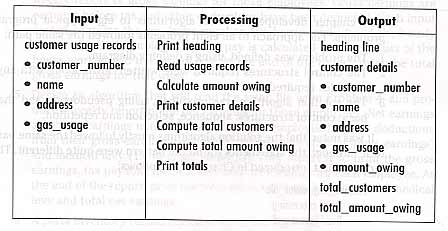 Input
Processing
Output
customer usage records
• customer_number
• name
• address
• gas_usage
Print heading
Read usage records
Calculate amount owing
Print customer details
Compute total customers
Compute total amount owing
Print totals
heading line
customer details
• customer_number
• name
• address
• gas_usage
• amount_owing
total_customers
total_amount_owing